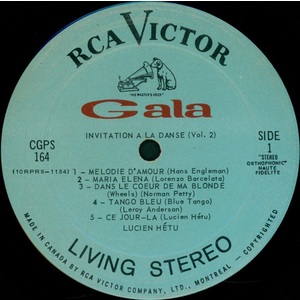 RCA VICTOR
"HIS MASTER'S VOICE"
Gala
INVITATION A LA DANSE (Vol. 2)
CGPS
164
SIDE
1
(10RPRS-1154)
"STEREO
ORTHOPHONIC"
HAUTE
FIDELITE
1 – MELODIE D'AMOUR (Hans Engleman)
2 – MARIA ELENA (Lorenzo Barcelata)
3 – DANS LE COEUR DE MA BLONDE
(Wheels) (Norman Petty)
4 – TANGO BLEU (Blue Tango)
(Leroy Anderson)
5 – CE JOUR-LA (Lucien Hétu)
LUCIEN HÉTU
LIVING STEREO
MADE IN CANADA BY RCA VICTOR COMPANY, LTD., MONTREAL – COPYRIGHT